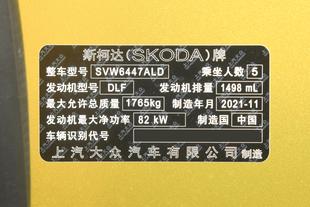 斯柯达(SKODA)牌
整车型号 SVW6447ALD 乘坐人数 5
发动机型号 DLF 发动机排量 1498 mL
最大允许总质量 1765kg 制造年月 2021-11
发动机最大净功率 82 kW 制造国 中国
车辆识别代号
上汽大众汽车有限公司 制造